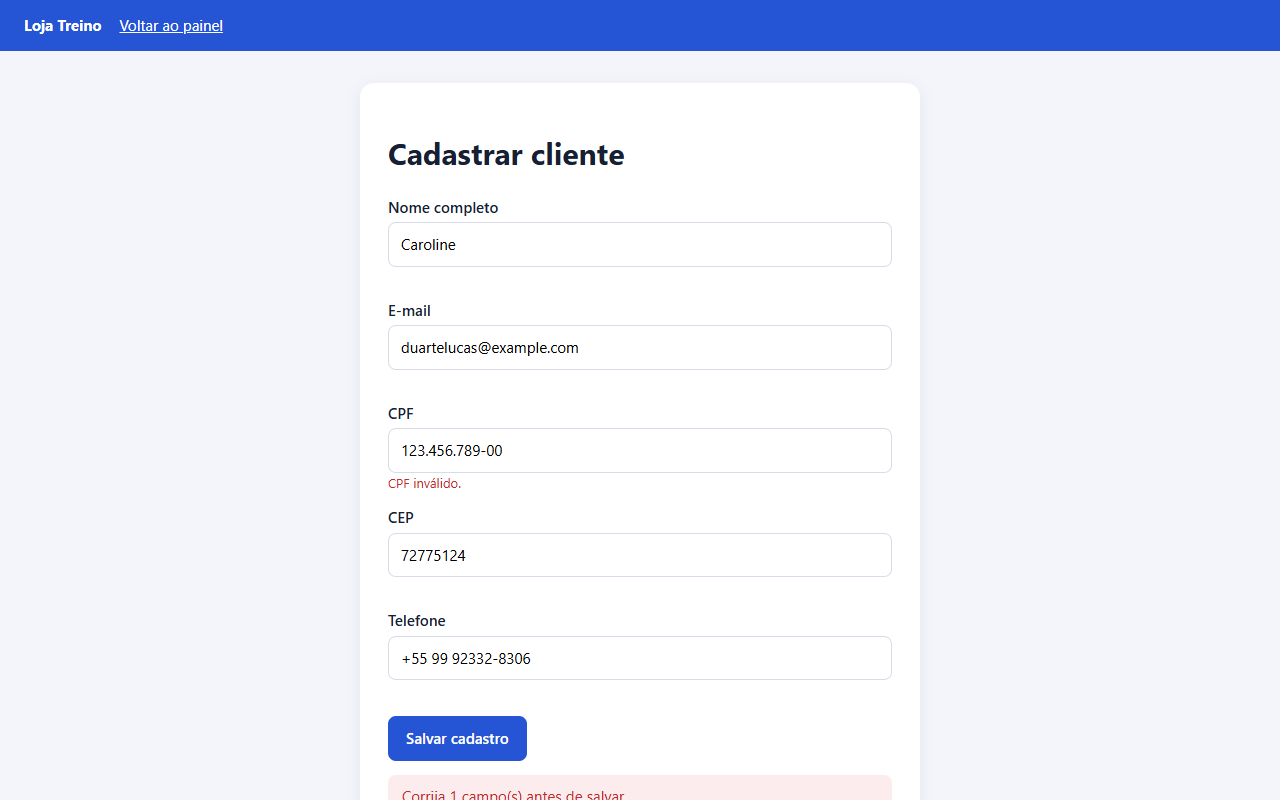 Loja Treino Voltar ao painel
Cadastrar cliente
Nome completo
Caroline
E-mail
duartelucas@example.com
CPF
123.456.789-00
CPF inválido.
CEP
72775124
Telefone
+55 99 92332-8306
Salvar cadastro
Corrija 1 campo(s) antes de salvar